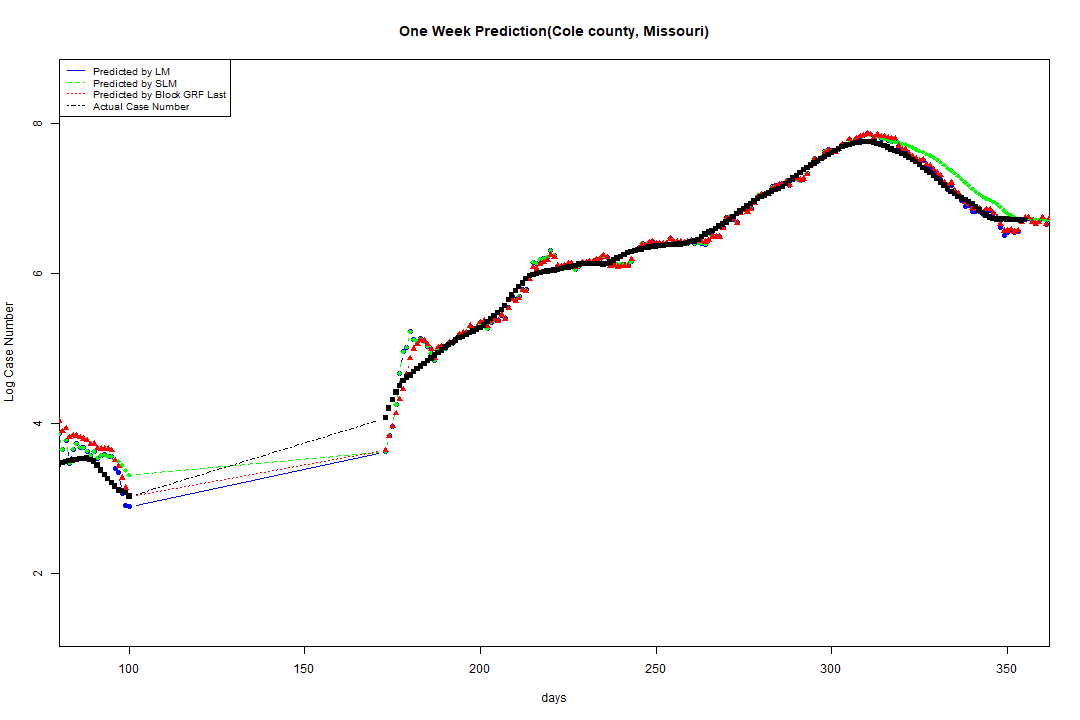 One Week Prediction(Cole county, Missouri)
Predicted by LM
Predicted by SLM
Predicted by Block GRF Last
Actual Case Number
Log Case Number
8
6
4
2
100
150
200
250
300
350
days